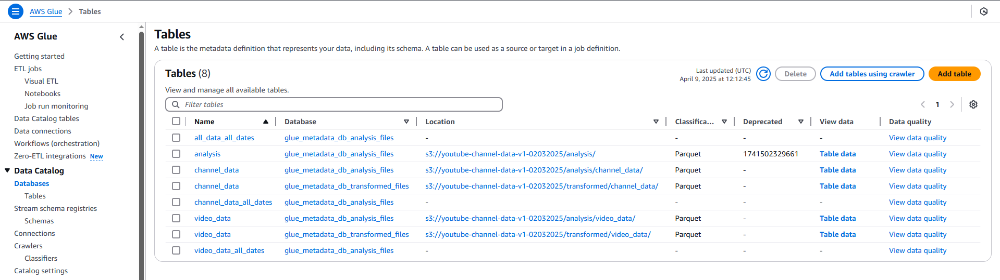 AWS Glue > Tables
AWS Glue
Getting started
ETL jobs
Visual ETL
Notebooks
Job run monitoring
Data Catalog tables
Data connections
Workflows (orchestration)
Zero-ETL integrations New
Data Catalog
Databases
Tables
Stream schema registries
Schemas
Connections
Crawlers
Classifiers
Catalog settings
Tables
A table is the metadata definition that represents your data, including its schema. A table can be used as a source or target in a job definition.
Tables (8)
Last updated (UTC)
April 9, 2025 at 12:12:45
Delete
Add tables using crawler
Add table
View and manage all available tables.
Filter tables
1
Name Database Location Classifica... Deprecated View data Data quality
all_data_all_dates glue_metadata_db_analysis_files - - - - View data quality
analysis glue_metadata_db_analysis_files s3://youtube-channel-data-v1-02032025/analysis/ Parquet 1741502329661 Table data View data quality
channel_data glue_metadata_db_analysis_files s3://youtube-channel-data-v1-02032025/analysis/channel_data/ Parquet - Table data View data quality
channel_data glue_metadata_db_transformed_files s3://youtube-channel-data-v1-02032025/transformed/channel_data/ Parquet - Table data View data quality
channel_data_all_dates glue_metadata_db_analysis_files - - - - View data quality
video_data glue_metadata_db_analysis_files s3://youtube-channel-data-v1-02032025/analysis/video_data/ Parquet - Table data View data quality
video_data glue_metadata_db_transformed_files s3://youtube-channel-data-v1-02032025/transformed/video_data/ Parquet - Table data View data quality
video_data_all_dates glue_metadata_db_analysis_files - - - - View data quality